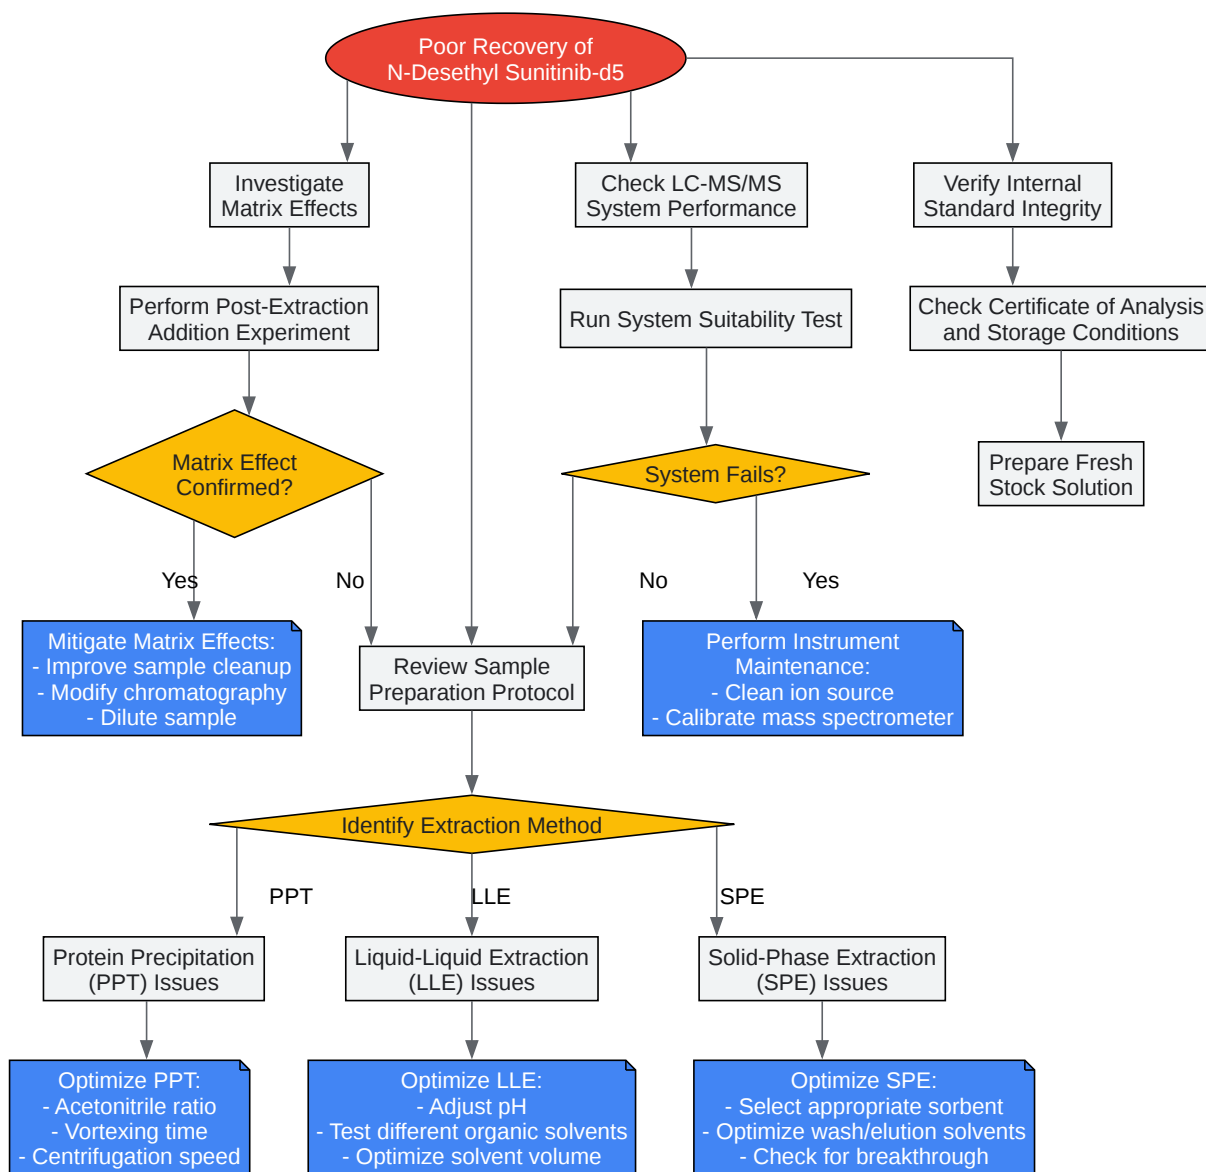 Poor Recovery of
N-Desethyl Sunitinib-d5
Investigate
Matrix Effects
Check LC-MS/MS
System Performance
Verify Internal
Standard Integrity
Perform Post-Extraction
Addition Experiment
Run System Suitability Test
Check Certificate of Analysis
and Storage Conditions
Matrix Effect
Confirmed?
System Fails?
Prepare Fresh
Stock Solution
Yes
No
No
Yes
Mitigate Matrix Effects:
- Improve sample cleanup
- Modify chromatography
- Dilute sample
Review Sample
Preparation Protocol
Perform Instrument
Maintenance:
- Clean ion source
- Calibrate mass spectrometer
Identify Extraction Method
PPT
LLE
SPE
Protein Precipitation
(PPT) Issues
Liquid-Liquid Extraction
(LLE) Issues
Solid-Phase Extraction
(SPE) Issues
Optimize PPT:
- Acetonitrile ratio
- Vortexing time
- Centrifugation speed
Optimize LLE:
- Adjust pH
- Test different organic solvents
- Optimize solvent volume
Optimize SPE:
- Select appropriate sorbent
- Optimize wash/elution solvents
- Check for breakthrough